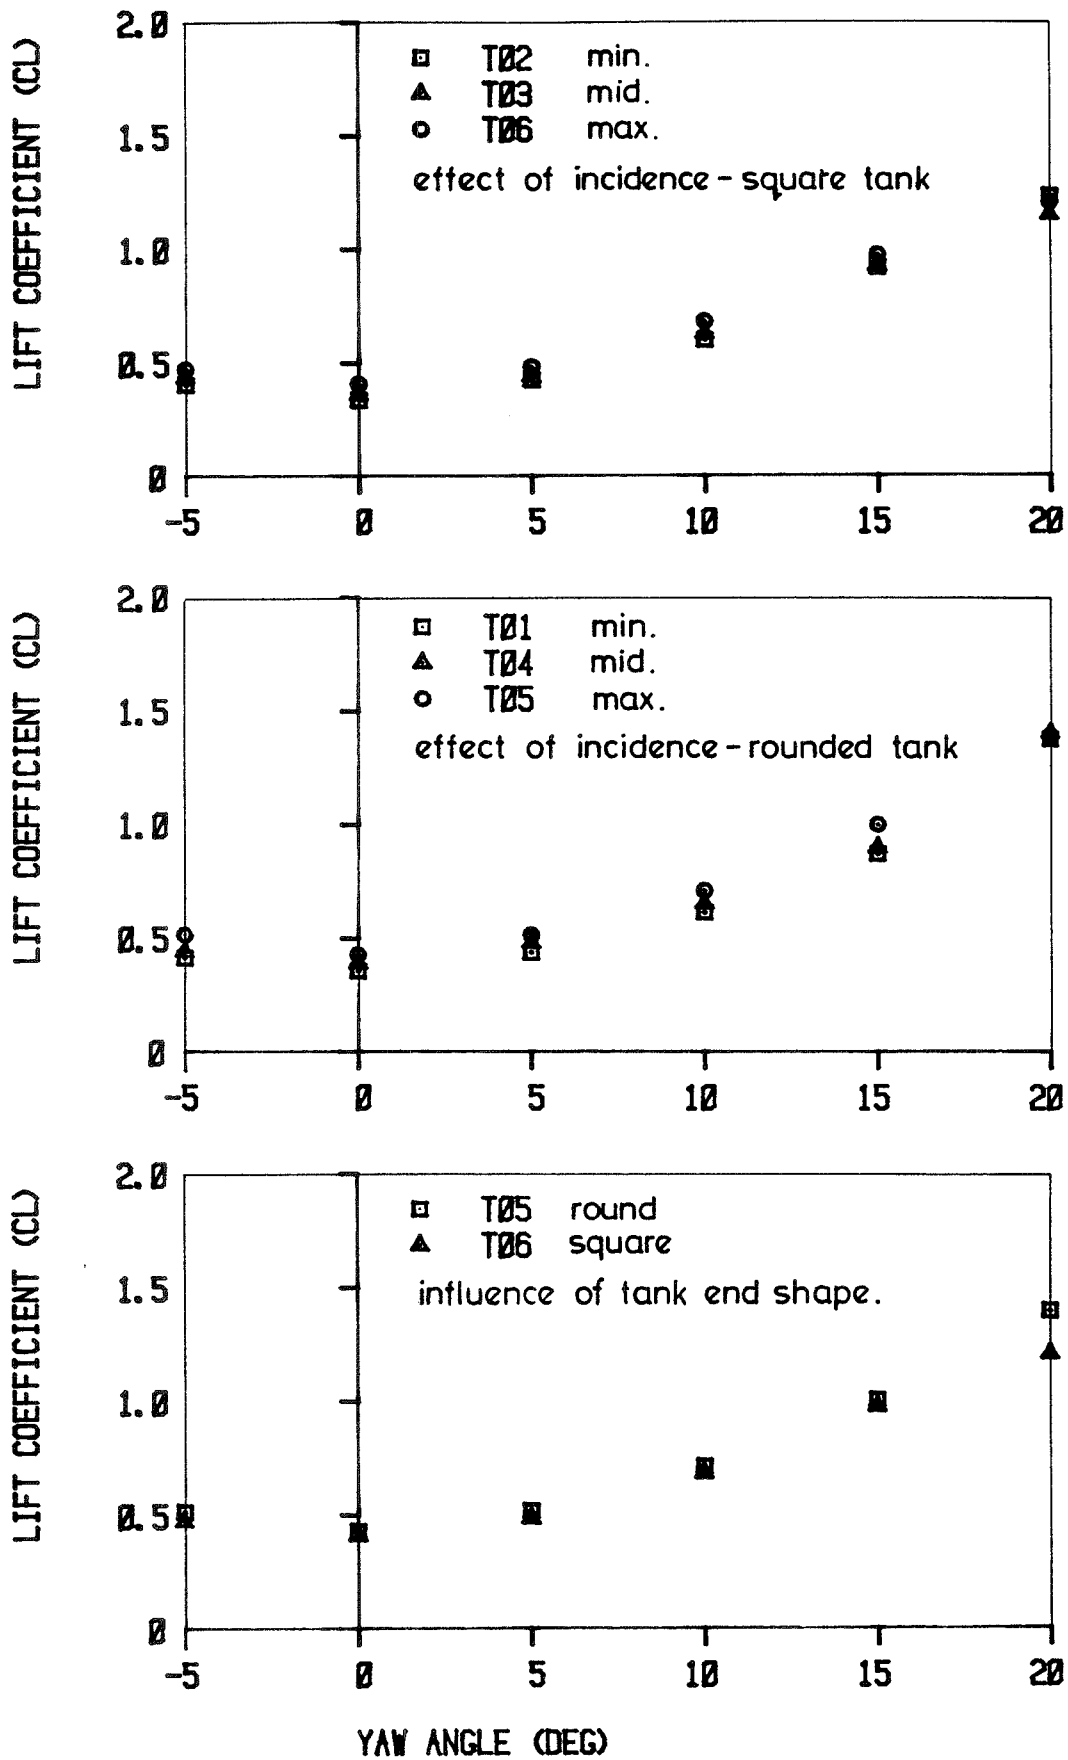 LIFT COEFFICIENT (CL)
2.0
1.5
1.0
0.5
0
T02 min.
T03 mid.
T06 max.
effect of incidence - square tank
-5 0 5 10 15 20
LIFT COEFFICIENT (CL)
2.0
1.5
1.0
0.5
0
T01 min.
T04 mid.
T05 max.
effect of incidence - rounded tank
-5 0 5 10 15 20
LIFT COEFFICIENT (CL)
2.0
1.5
1.0
0.5
0
T05 round
T06 square
influence of tank end shape.
-5 0 5 10 15 20
YAW ANGLE (DEG)